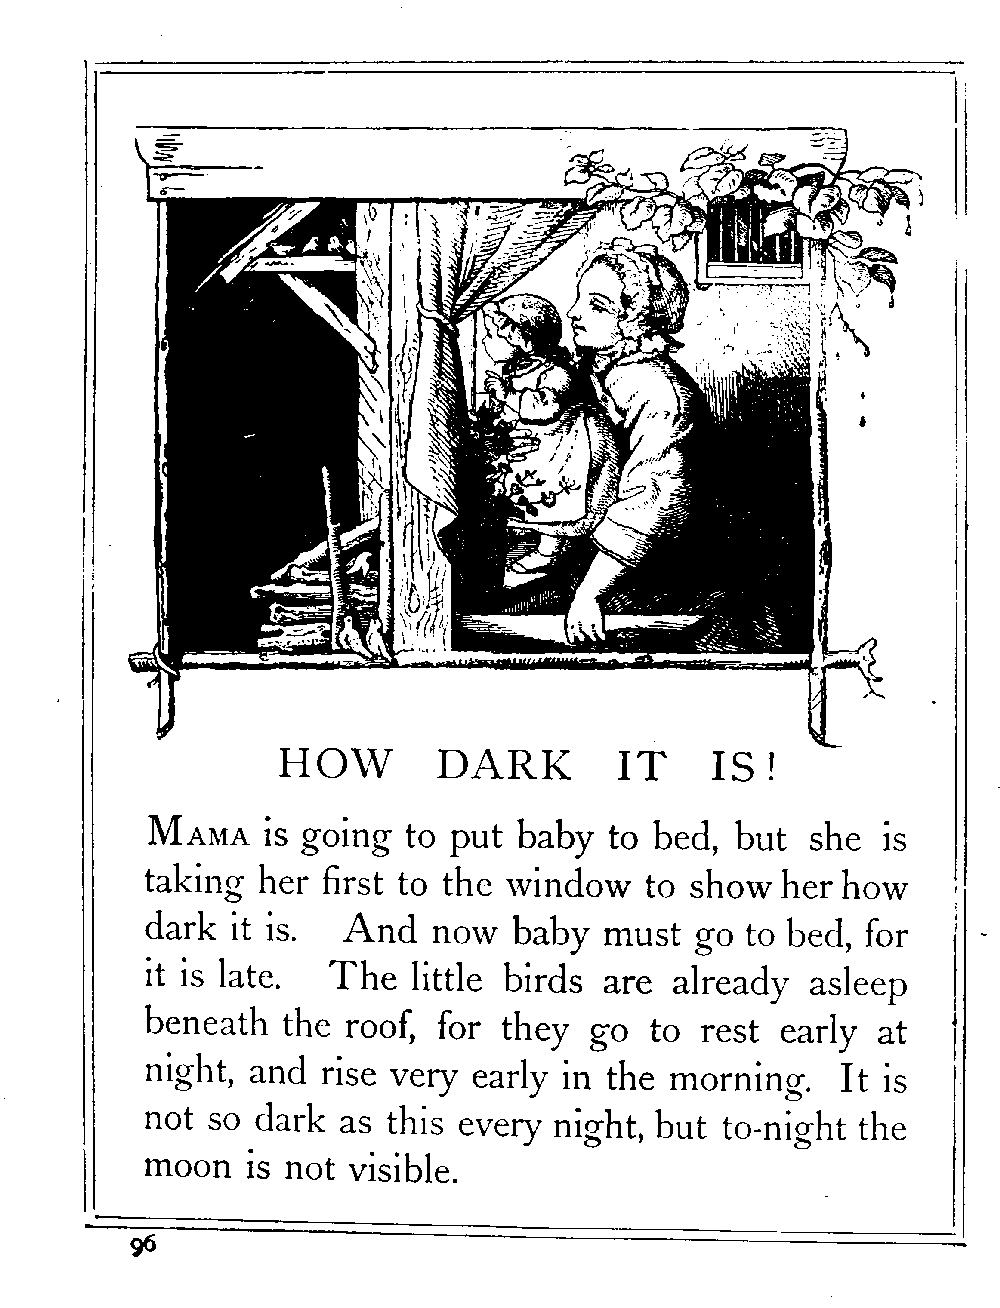 HOW DARK IT IS!
MAMA is going to put baby to bed, but she is
taking her first to the window to show her how
dark it is. And now baby must go to bed, for
it is late. The little birds are already asleep
beneath the roof, for they go to rest early at
night, and rise very early in the morning. It is
not so dark as this every night, but to-night the
moon is not visible.
96